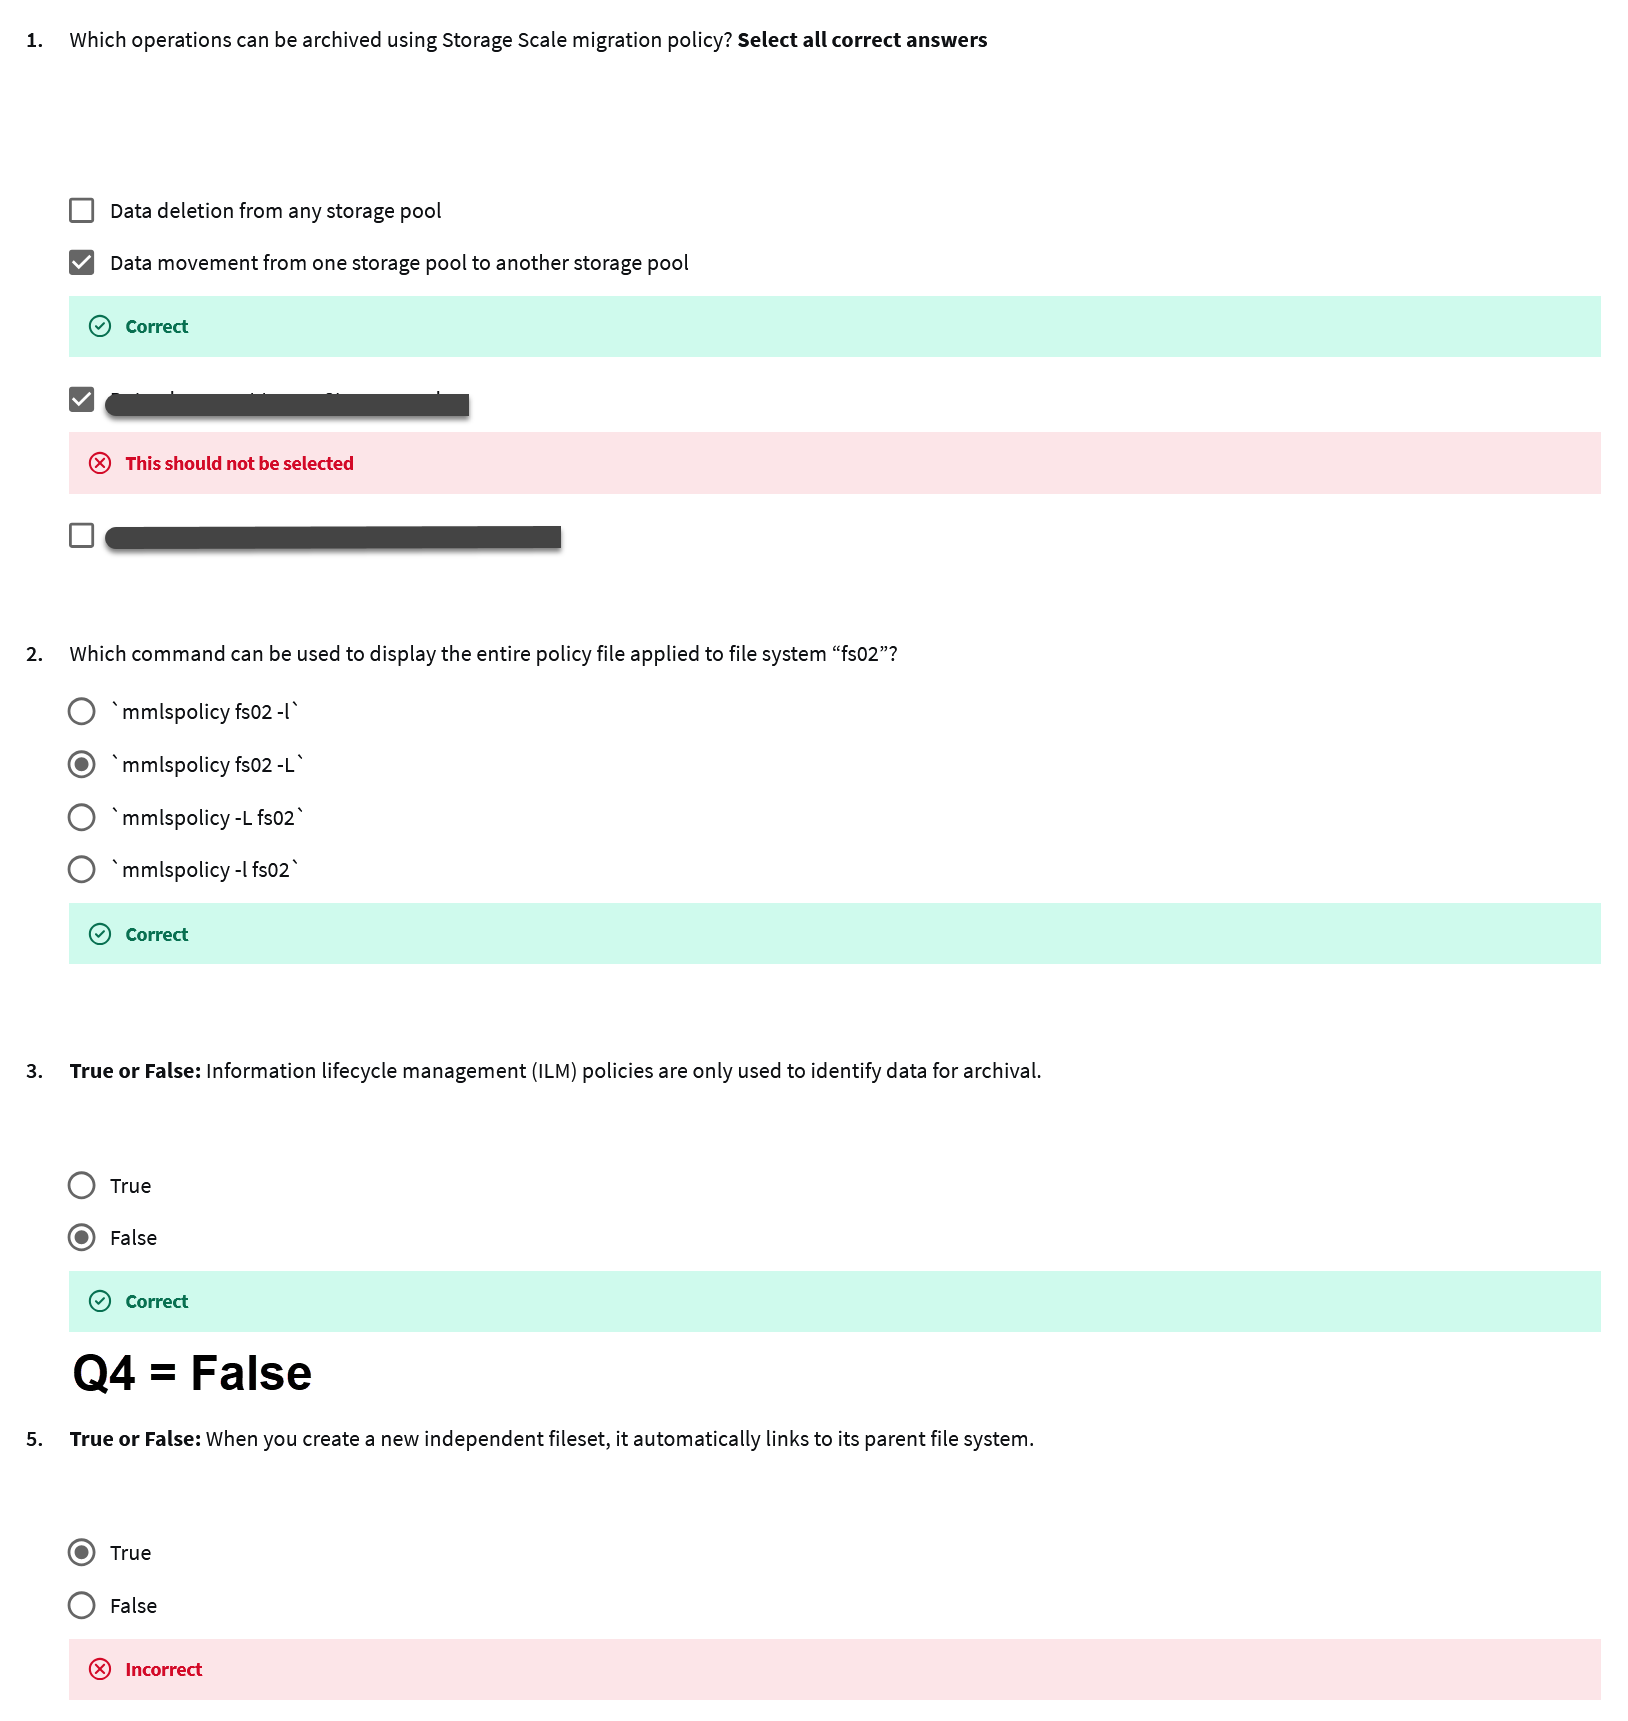 1. Which operations can be archived using Storage Scale migration policy? Select all correct answers
Data deletion from any storage pool
Data movement from one storage pool to another storage pool
Correct
This should not be selected
2. Which command can be used to display the entire policy file applied to file system “fs02”?
`mmlspolicy fs02 -l`
`mmlspolicy fs02 -L`
`mmlspolicy -L fs02`
`mmlspolicy -l fs02`
Correct
3. True or False: Information lifecycle management (ILM) policies are only used to identify data for archival.
True
False
Correct
Q4 = False
5. True or False: When you create a new independent fileset, it automatically links to its parent file system.
True
False
Incorrect